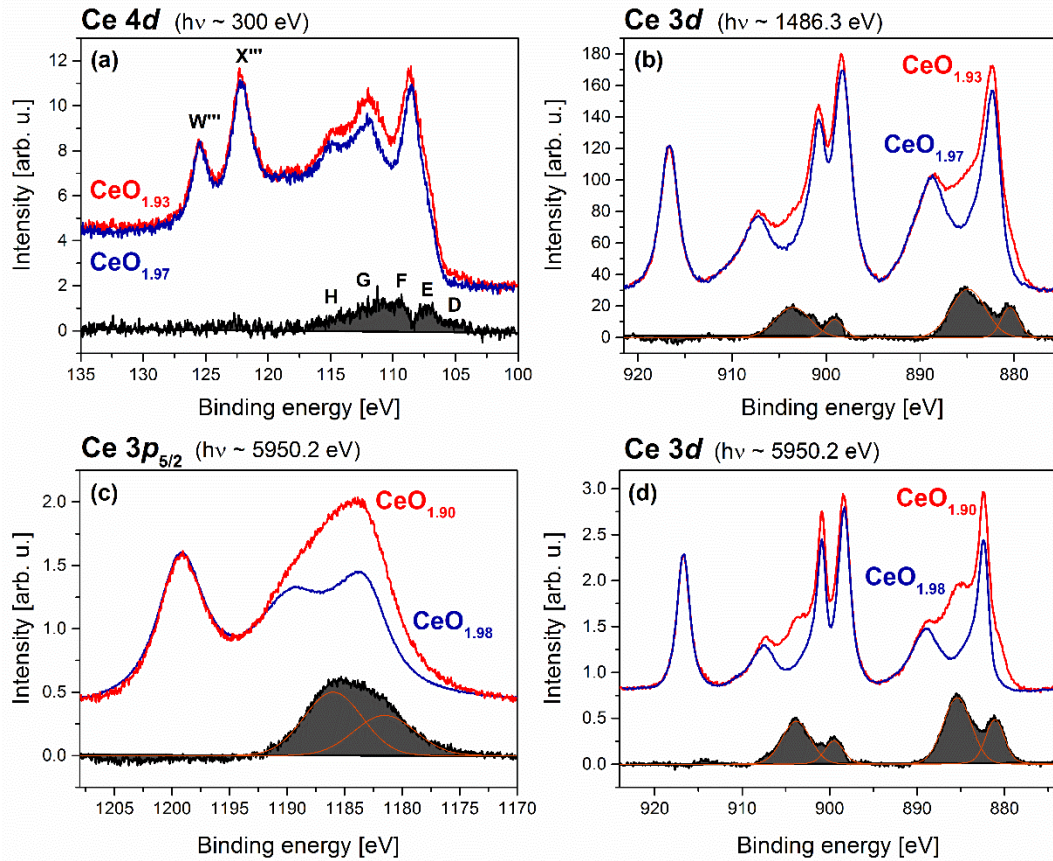 Ce 4d (hν ~ 300 eV)
(a)
W'''
X'''
CeO1.93
CeO1.97
H
G
F
E
D
12
10
8
6
4
2
0
Intensity [arb. u.]
135 130 125 120 115 110 105 100
Binding energy [eV]
Ce 3d (hν ~ 1486.3 eV)
(b)
CeO1.93
CeO1.97
180
160
140
120
100
80
60
40
20
0
Intensity [arb. u.]
920 910 900 890 880
Binding energy [eV]
Ce 3p5/2 (hν ~ 5950.2 eV)
(c)
CeO1.90
CeO1.98
2.0
1.5
1.0
0.5
0.0
Intensity [arb. u.]
1205 1200 1195 1190 1185 1180 1175 1170
Binding energy [eV]
Ce 3d (hν ~ 5950.2 eV)
(d)
CeO1.90
CeO1.98
3.0
2.5
2.0
1.5
1.0
0.5
0.0
Intensity [arb. u.]
920 910 900 890 880
Binding energy [eV]